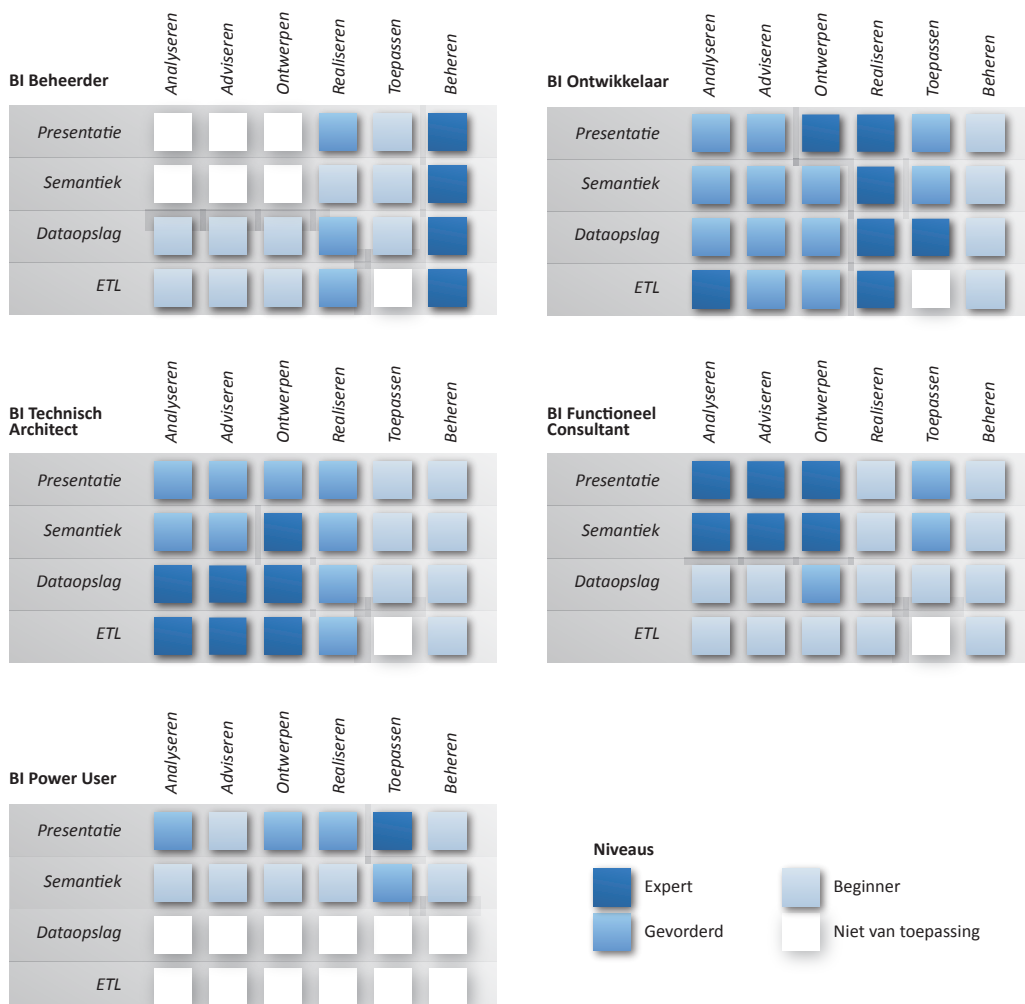 BI Beheerder
Analyseren
Adviseren
Ontwerpen
Realiseren
Toepassen
Beheren
Presentatie
Semantiek
Dataopslag
ETL
BI Ontwikkelaar
Analyseren
Adviseren
Ontwerpen
Realiseren
Toepassen
Beheren
Presentatie
Semantiek
Dataopslag
ETL
BI Technisch
Architect
Analyseren
Adviseren
Ontwerpen
Realiseren
Toepassen
Beheren
Presentatie
Semantiek
Dataopslag
ETL
BI Functioneel
Consultant
Analyseren
Adviseren
Ontwerpen
Realiseren
Toepassen
Beheren
Presentatie
Semantiek
Dataopslag
ETL
BI Power User
Analyseren
Adviseren
Ontwerpen
Realiseren
Toepassen
Beheren
Presentatie
Semantiek
Dataopslag
ETL
Niveaus
Expert
Beginner
Gevorderd
Niet van toepassing